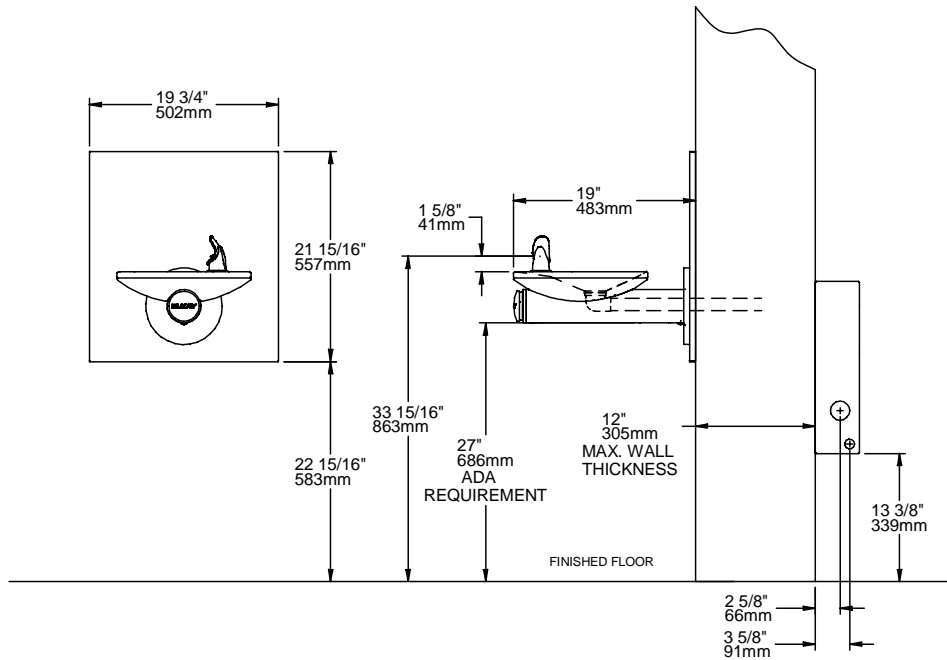 19 3/4"
502mm
21 15/16"
557mm
22 15/16"
583mm
19"
483mm
1 5/8"
41mm
33 15/16"
863mm
27"
686mm
ADA
REQUIREMENT
12"
305mm
MAX. WALL
THICKNESS
13 3/8"
339mm
FINISHED FLOOR
2 5/8"
66mm
3 5/8"
91mm